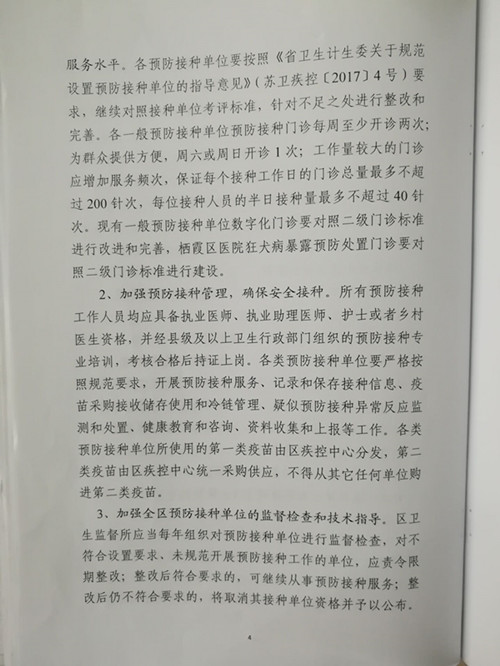 服务水平。各预防接种单位要按照《省卫生计生委关于规范
设置预防接种单位的指导意见》（苏卫疾控〔2017〕4 号）要
求，继续对照接种单位考评标准，针对不足之处进行整改和
完善。各一般预防接种单位预防接种门诊每周至少开诊两次；
为群众提供方便，周六或周日开诊 1 次；工作量较大的门诊
应增加服务频次，保证每个接种工作日的门诊总量最多不超
过 200 针次，每位接种人员的半日接种量最多不超过 40 针
次。现有一般预防接种单位数字化门诊要对照二级门诊标准
进行改进和完善，栖霞区医院狂犬病暴露预防处置门诊要对
照二级门诊标准进行建设。
2、加强预防接种管理，确保安全接种。所有预防接种
工作人员均应具备执业医师、执业助理医师、护士或者乡村
医生资格，并经县级及以上卫生行政部门组织的预防接种专
业培训，考核合格后持证上岗。各类预防接种单位要严格按
照规范要求，开展预防接种服务、记录和保存接种信息、疫
苗采购接收储存使用和冷链管理、疑似预防接种异常反应监
测和处置、健康教育和咨询、资料收集和上报等工作。各类
预防接种单位所使用的第一类疫苗由区疾控中心分发，第二
类疫苗由区疾控中心统一采购供应，不得从其它任何单位购
进第二类疫苗。
3、加强全区预防接种单位的监督检查和技术指导。区卫
生监督所应当每年组织对预防接种单位进行监督检查，对不
符合设置要求、未规范开展预防接种工作的单位，应责令限
期整改；整改后符合要求的，可继续从事预防接种服务；整
改后仍不符合要求的，将取消其接种单位资格并予以公布。
4